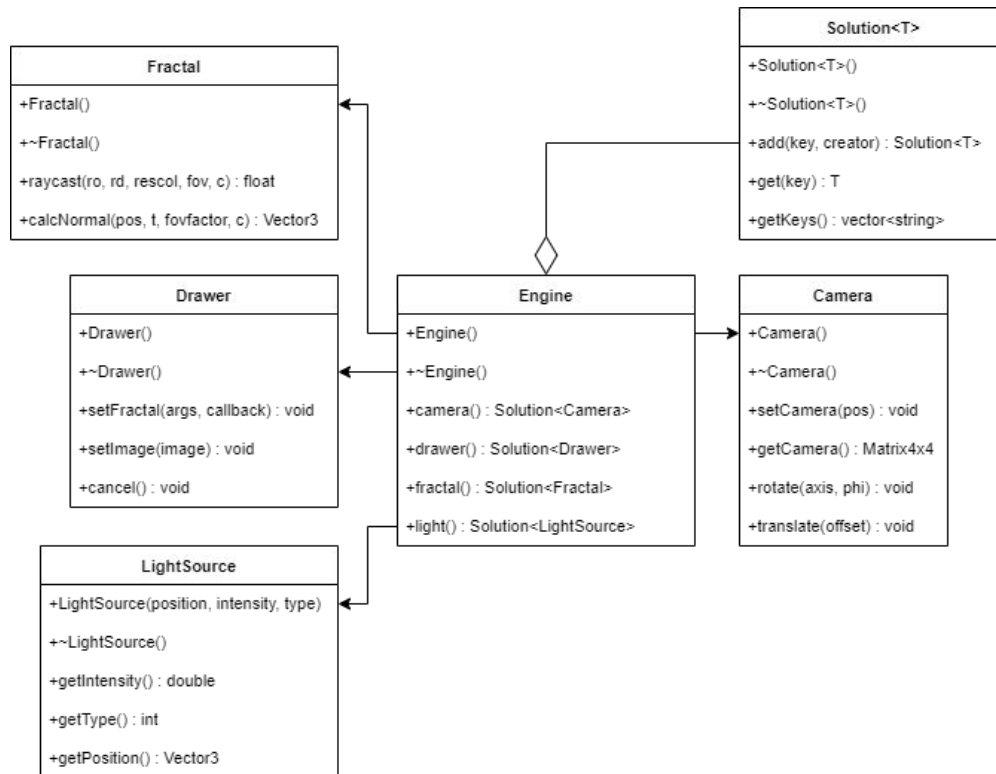 Solution<T>
+Solution<T>()
+~Solution<T>()
+add(key, creator) : Solution<T>
+get(key) : T
+getKeys() : vector<string>
Fractal
+Fractal()
+~Fractal()
+raycast(ro, rd, rescol, fov, c) : float
+calcNormal(pos, t, fovfactor, c) : Vector3
Drawer
+Drawer()
+~Drawer()
+setFractal(args, callback) : void
+setImage(image) : void
+cancel() : void
Engine
+Engine()
+~Engine()
+camera() : Solution<Camera>
+drawer() : Solution<Drawer>
+fractal() : Solution<Fractal>
+light() : Solution<LightSource>
Camera
+Camera()
+~Camera()
+setCamera(pos) : void
+getCamera() : Matrix4x4
+rotate(axis, phi) : void
+translate(offset) : void
LightSource
+LightSource(position, intensity, type)
+~LightSource()
+getIntensity() : double
+getType() : int
+getPosition() : Vector3